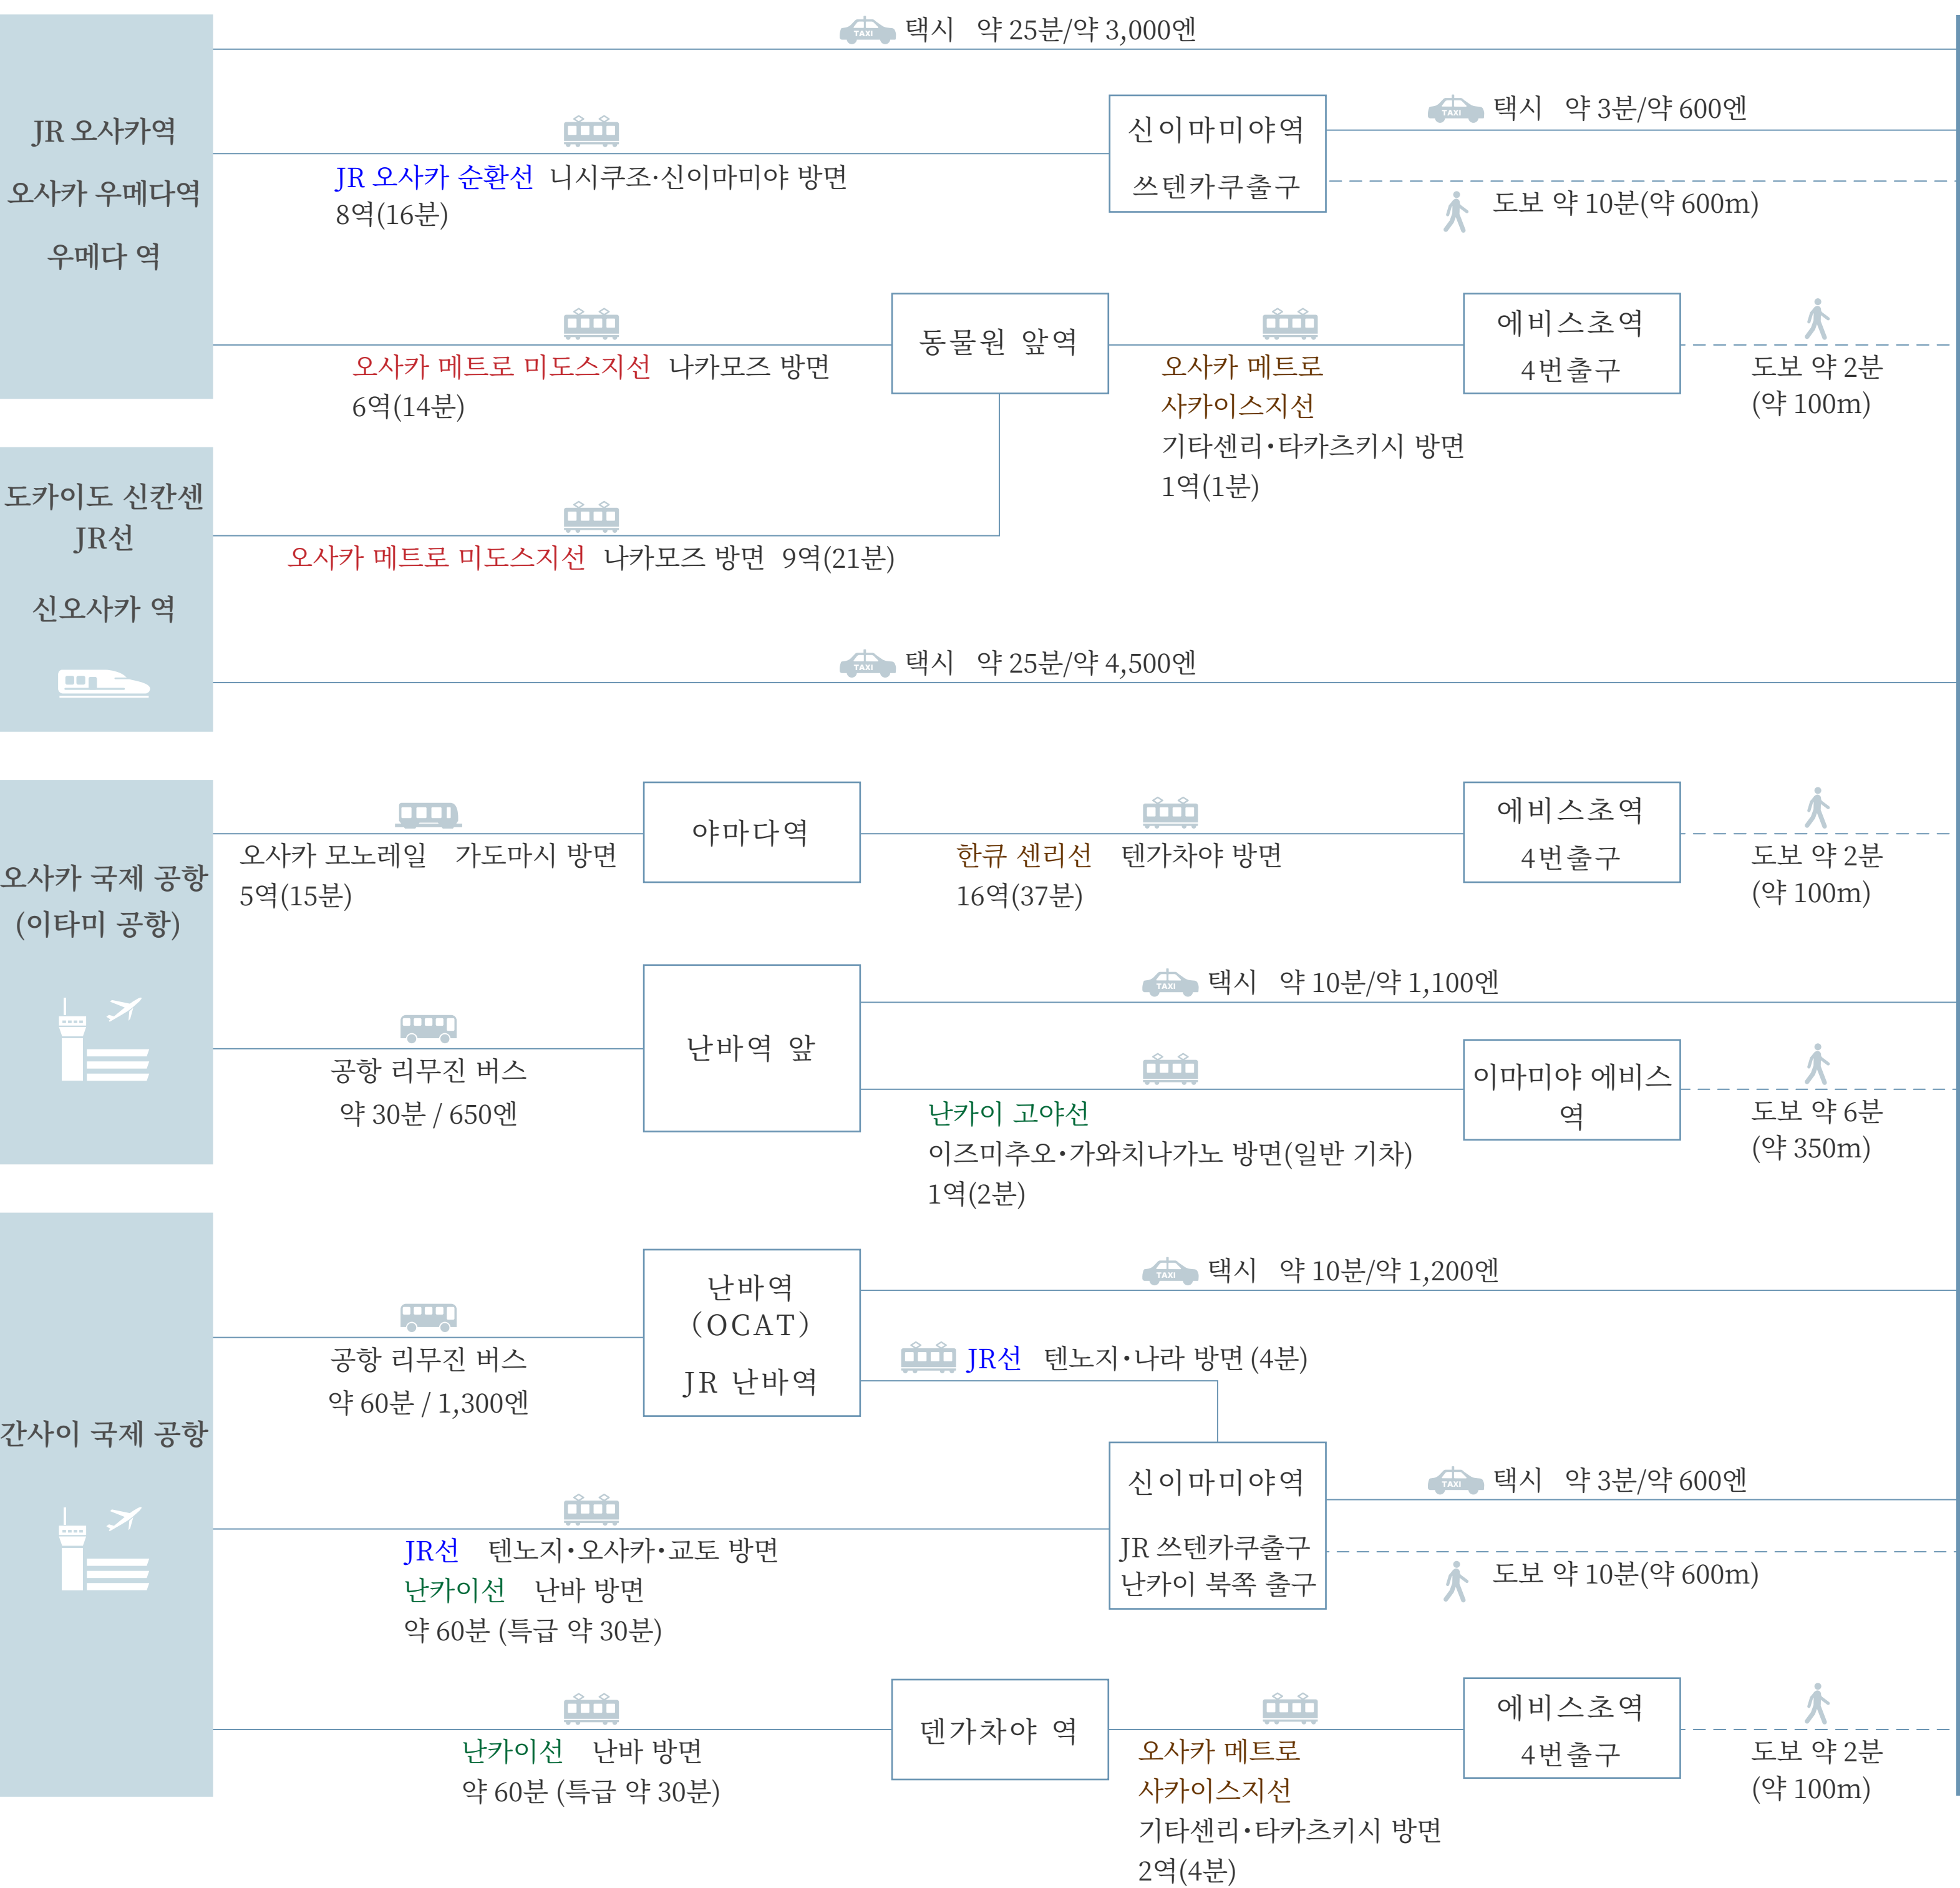 택시 약 25분/약 3,000엔
JR 오사카역
오사카 우메다역
우메다 역
JR 오사카 순환선 니시쿠조·신이마미야 방면
8역(16분)
신이마미야역
쓰텐카쿠출구
택시 약 3분/약 600엔
도보 약 10분(약 600m)
오사카 메트로 미도스지선 나카모즈 방면
6역(14분)
동물원 앞역
오사카 메트로
사카이스지선
기타센리·타카츠키시 방면
1역(1분)
에비스초역
4번출구
도보 약 2분
(약 100m)
도카이도 신칸센
JR선
신오사카 역
오사카 메트로 미도스지선 나카모즈 방면 9역(21분)
택시 약 25분/약 4,500엔
오사카 국제 공항
(이타미 공항)
오사카 모노레일 가도마시 방면
5역(15분)
야마다역
한큐 센리선 텐가차야 방면
16역(37분)
에비스초역
4번출구
도보 약 2분
(약 100m)
공항 리무진 버스
약 30분 / 650엔
난바역 앞
택시 약 10분/약 1,100엔
난카이 고야선
이즈미추오·가와치나가노 방면(일반 기차)
1역(2분)
이마미야 에비스
역
도보 약 6분
(약 350m)
간사이 국제 공항
공항 리무진 버스
약 60분 / 1,300엔
난바역
(OCAT)
JR 난바역
택시 약 10분/약 1,200엔
JR선 텐노지·나라 방면 (4분)
JR선 텐노지·오사카·교토 방면
난카이선 난바 방면
약 60분 (특급 약 30분)
신이마미야역
JR 쓰텐카쿠출구
난카이 북쪽 출구
택시 약 3분/약 600엔
도보 약 10분(약 600m)
난카이선 난바 방면
약 60분 (특급 약 30분)
덴가차야 역
오사카 메트로
사카이스지선
기타센리·타카츠키시 방면
2역(4분)
에비스초역
4번출구
도보 약 2분
(약 100m)